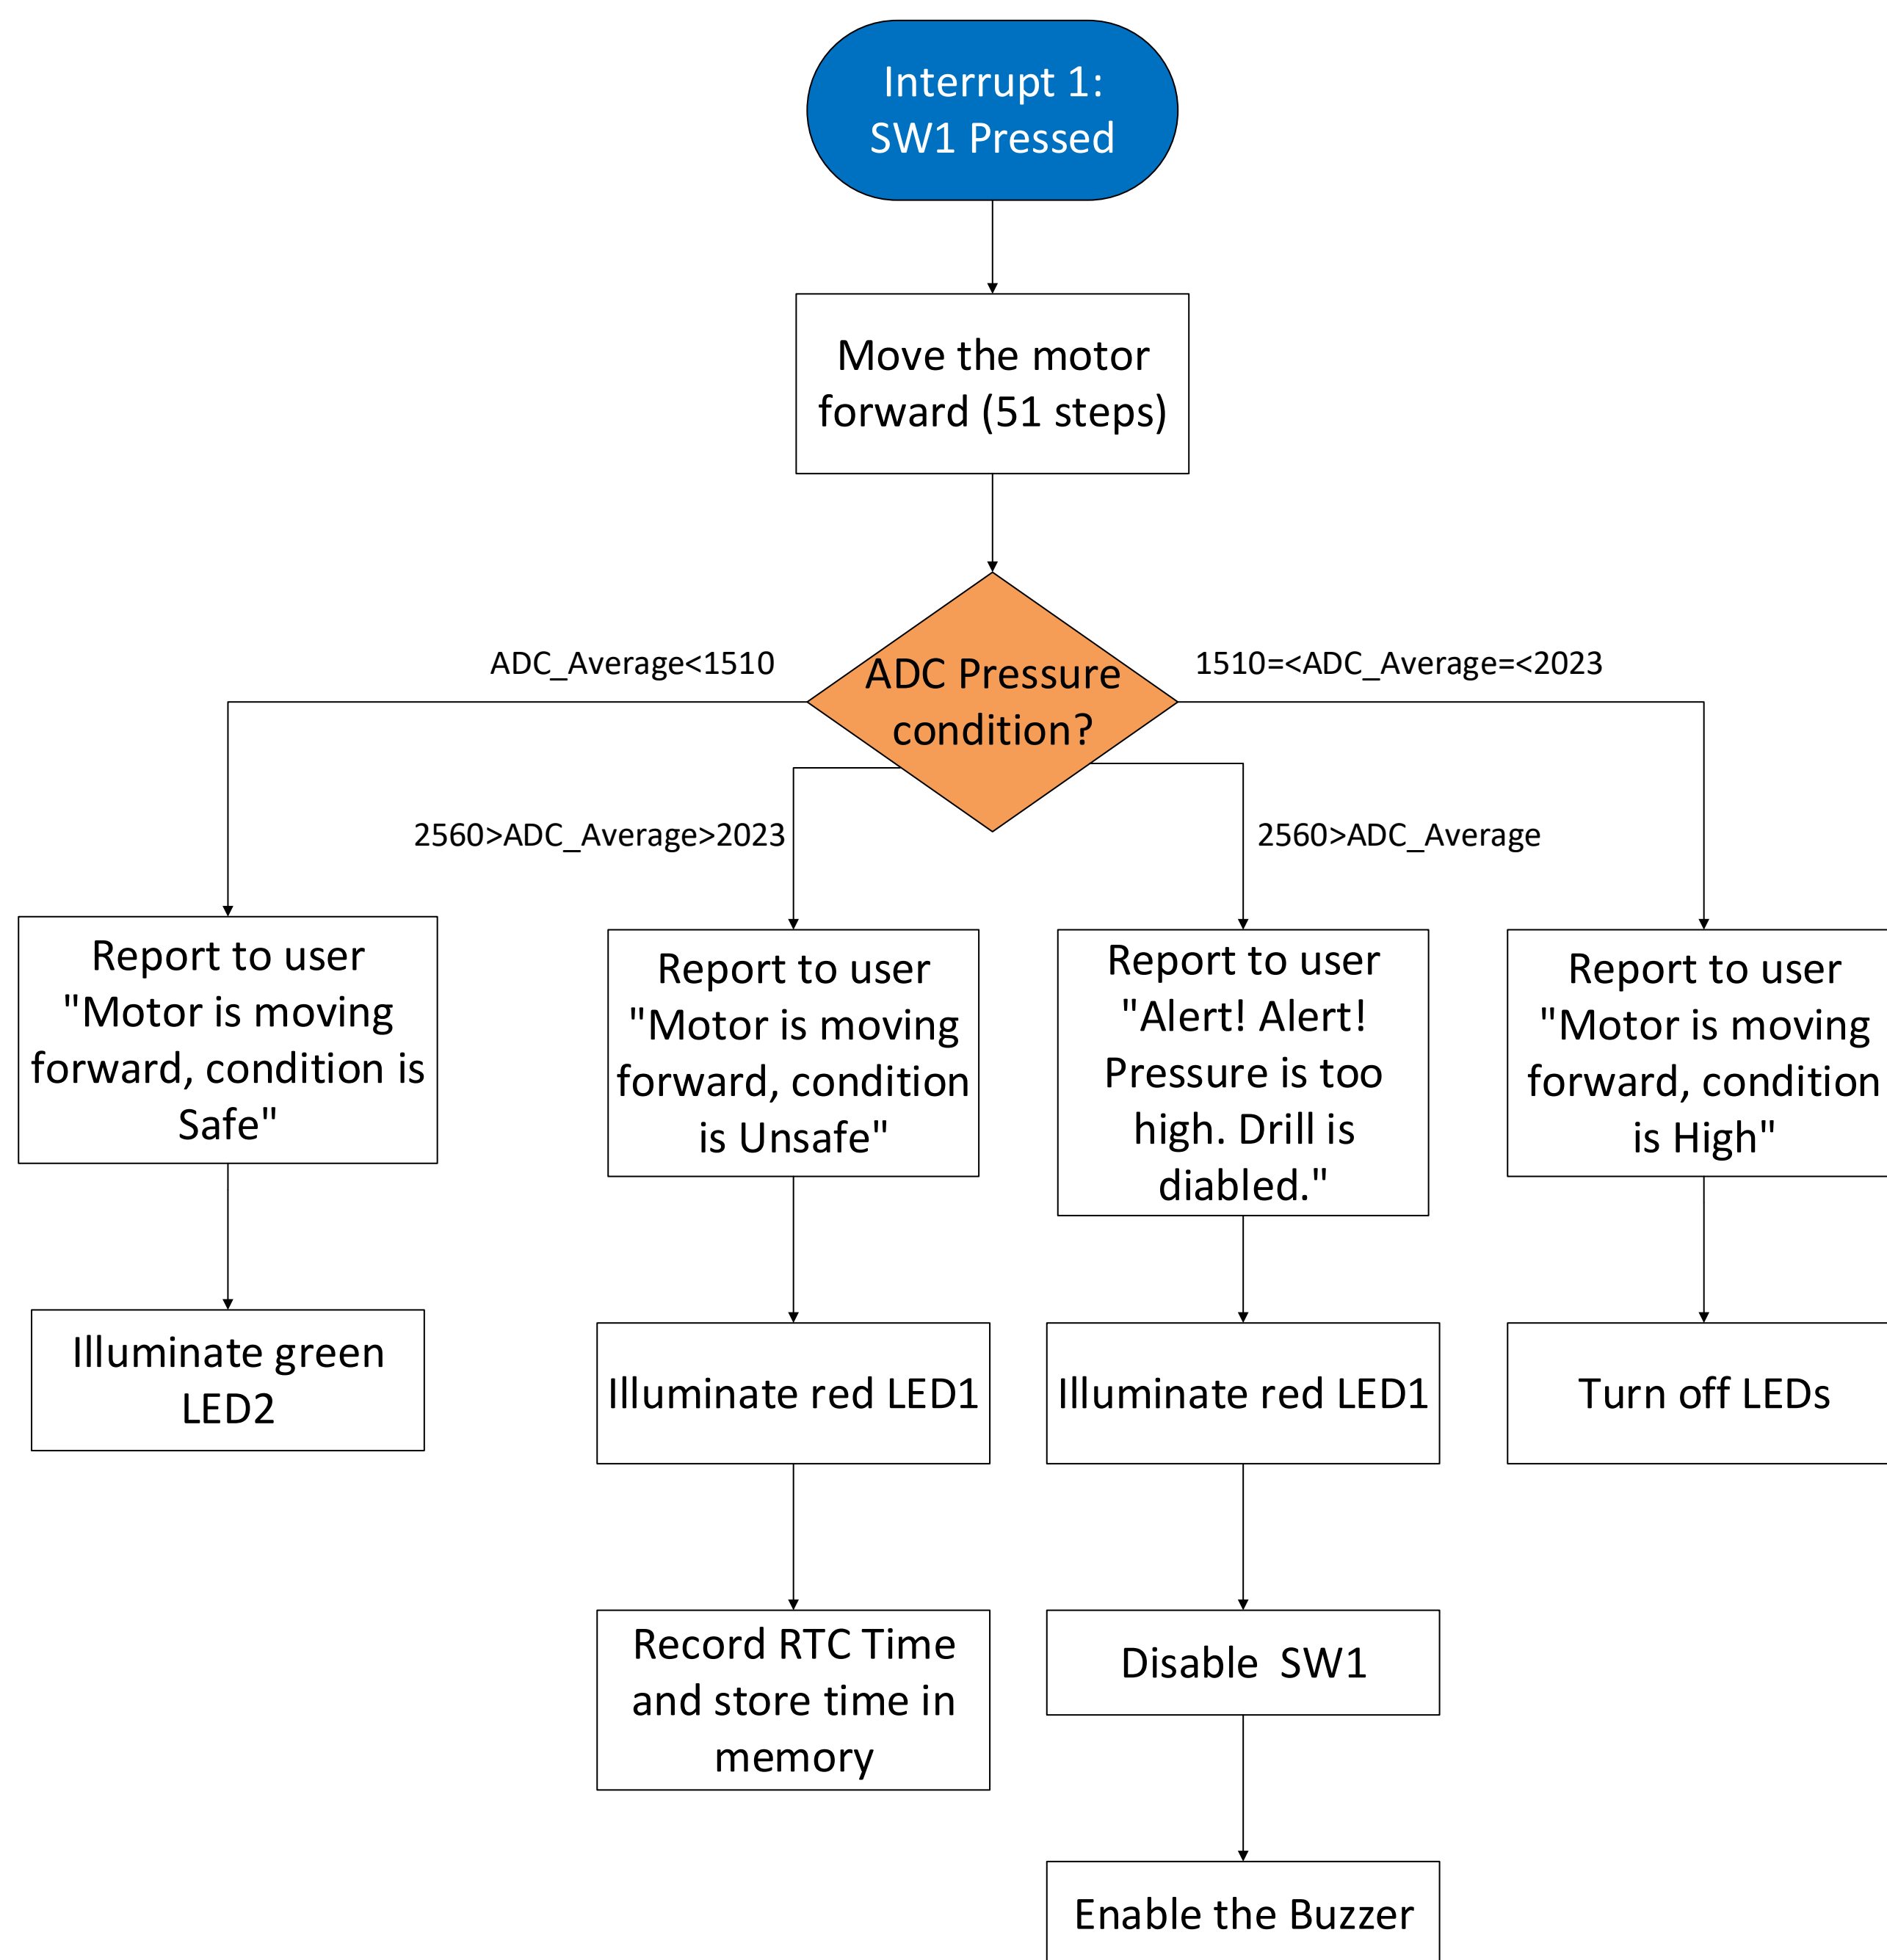 Interrupt 1:
SW1 Pressed
Move the motor
forward (51 steps)
ADC Pressure
condition?
ADC_Average<1510
1510=<ADC_Average=<2023
2560>ADC_Average>2023
2560>ADC_Average
Report to user
"Motor is moving
forward, condition is
Safe"
Report to user
"Motor is moving
forward, condition
is Unsafe"
Report to user
"Alert! Alert!
Pressure is too
high. Drill is
diabled."
Report to user
"Motor is moving
forward, condition
is High"
Illuminate green
LED2
Illuminate red LED1
Illuminate red LED1
Turn off LEDs
Record RTC Time
and store time in
memory
Disable  SW1
Enable the Buzzer